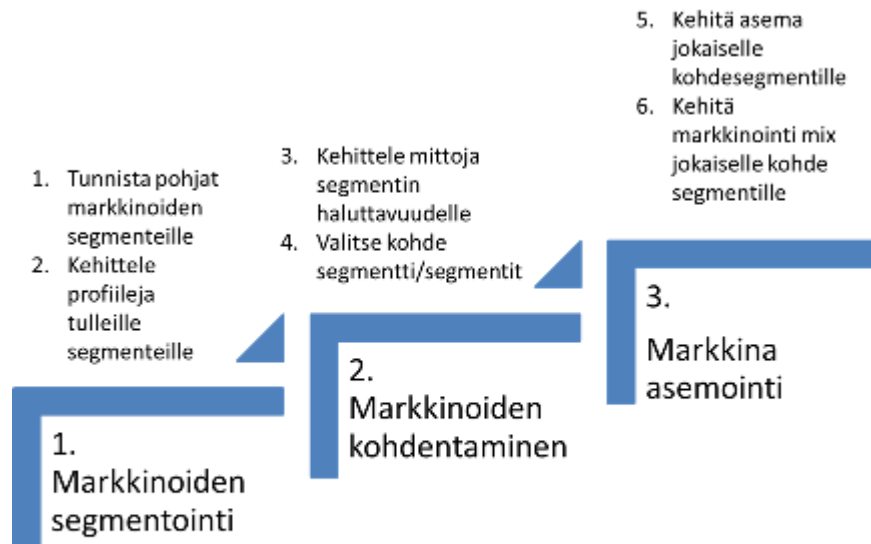 1. Tunnista pohjat
markkinoiden
segmenteille
2. Kehittele
profiileja
tulleille
segmenteille
1.
Markkinoiden
segmentointi
3. Kehittele mittoja
segmentin
haluttavuudelle
4. Valitse kohde
segmentti/segmentit
2.
Markkinoiden
kohdentaminen
5. Kehitä asema
jokaiselle
kohdesegmentille
6. Kehitä
markkinointi mix
jokaiselle kohde
segmentille
3.
Markkina
asemointi